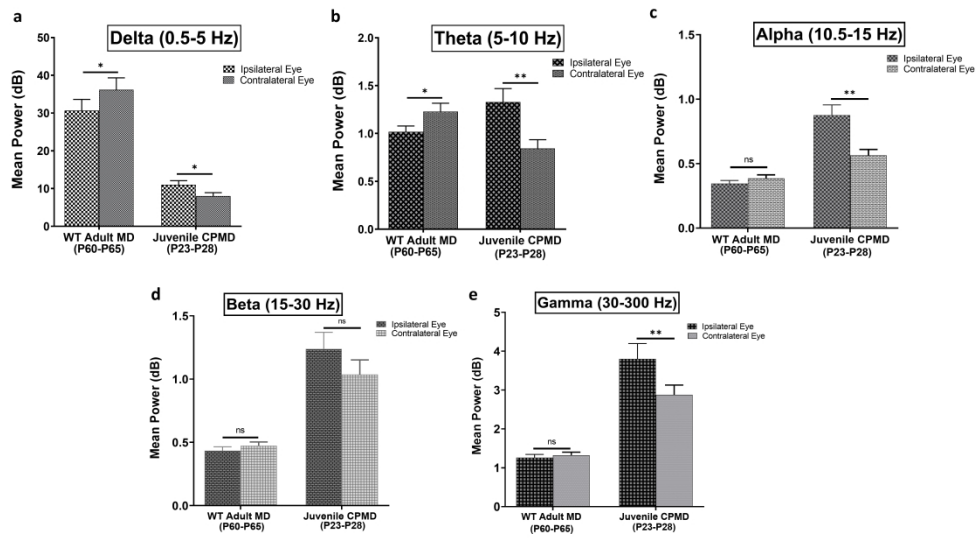 a
Delta (0.5-5 Hz)
Mean Power (dB)
60
50
40
30
20
10
0
*
*
Ipsilateral Eye
Contralateral Eye
WT Adult MD
(P60-P65)
Juvenile CPMD
(P23-P28)
b
Theta (5-10 Hz)
Mean Power (dB)
2.0
1.5
1.0
0.5
0.0
*
**
Ipsilateral Eye
Contralateral Eye
WT Adult MD
(P60-P65)
Juvenile CPMD
(P23-P28)
c
Alpha (10.5-15 Hz)
Mean Power (dB)
1.5
1.0
0.5
0.0
ns
**
Ipsilateral Eye
Contralateral Eye
WT Adult MD
(P60-P65)
Juvenile CPMD
(P23-P28)
d
Beta (15-30 Hz)
Mean Power (dB)
1.5
1.0
0.5
0.0
ns
ns
Ipsilateral Eye
Contralateral Eye
WT Adult MD
(P60-P65)
Juvenile CPMD
(P23-P28)
e
Gamma (30-300 Hz)
Mean Power (dB)
5
4
3
2
1
0
ns
**
Ipsilateral Eye
Contralateral Eye
WT Adult MD
(P60-P65)
Juvenile CPMD
(P23-P28)